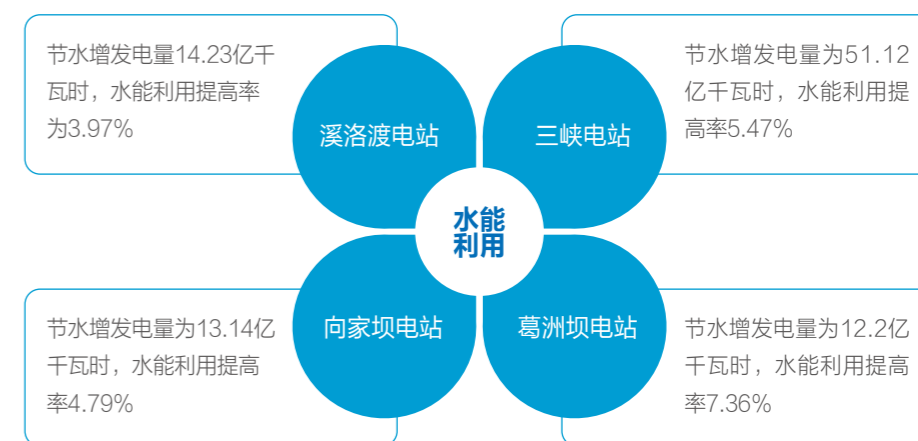 节水增发电量14.23亿千
瓦时，水能利用提高率
为3.97%
溪洛渡电站
三峡电站
节水增发电量为51.12
亿千瓦时，水能利用提
高率5.47%
水能
利用
节水增发电量为13.14亿
千瓦时，水能利用提高
率4.79%
向家坝电站
葛洲坝电站
节水增发电量为12.2亿
千瓦时，水能利用提高
率7.36%